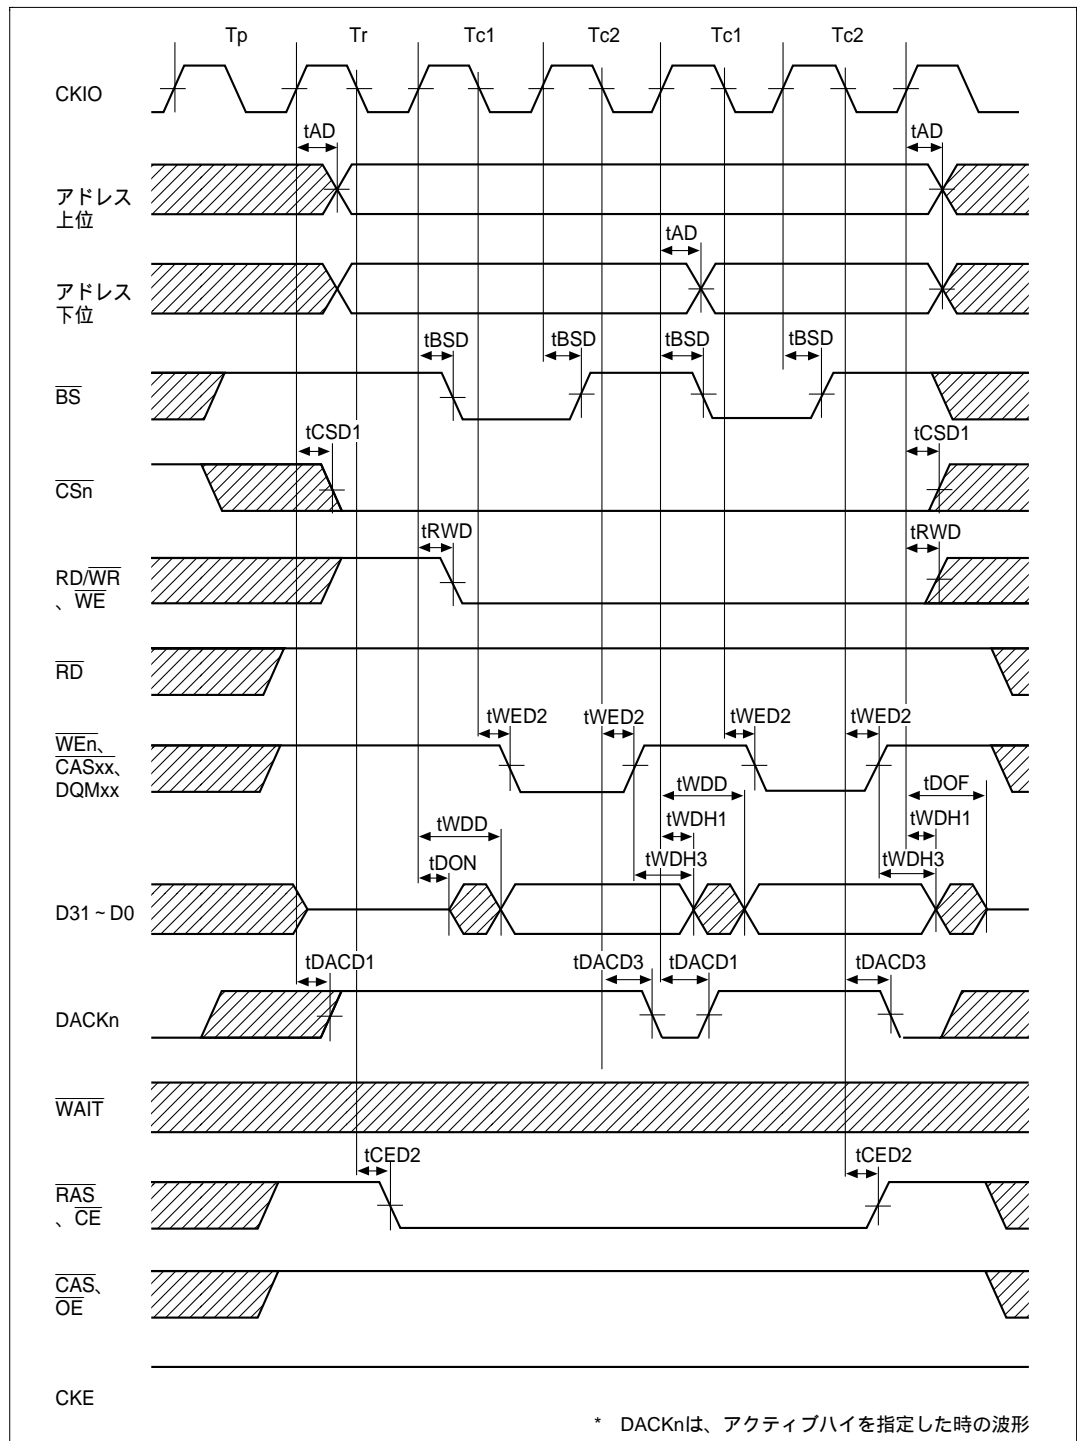 Tp Tr Tc1 Tc2 Tc1 Tc2
CKIO
tAD tAD
アドレス
上位
tAD
アドレス
下位
tBSD tBSD tBSD tBSD
BS
tCSD1 tCSD1
CSn
tRWD tRWD
RD/WR
、WE
RD
tWED2 tWED2 tWED2 tWED2
WEn、
CASxx、
DQMxx
tWDD tDOF
tWDD tWDH1 tWDH1
tDON tWDH3 tWDH3
D31 ~ D0
tDACD1 tDACD3 tDACD1 tDACD3
DACKn
WAIT
tCED2 tCED2
RAS
、CE
CAS、
OE
CKE
* DACKnは、アクティブハイを指定した時の波形